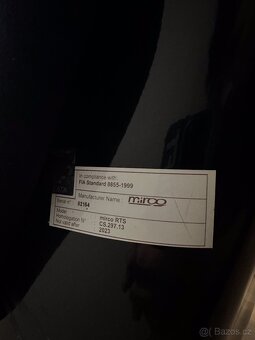 In compliance with:
FIA Standard 8855-1999
Manufacturer Name : mirco
Serial n° 02164
Model mirco RTS
Homologation N° CS.297.13
Not valid after 2023
bazos.cz